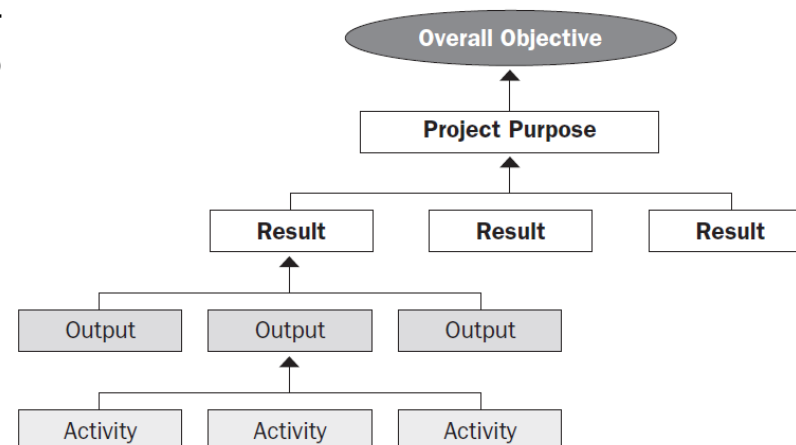 Overall Objective
Project Purpose
Result Result Result
Output Output Output
Activity Activity Activity